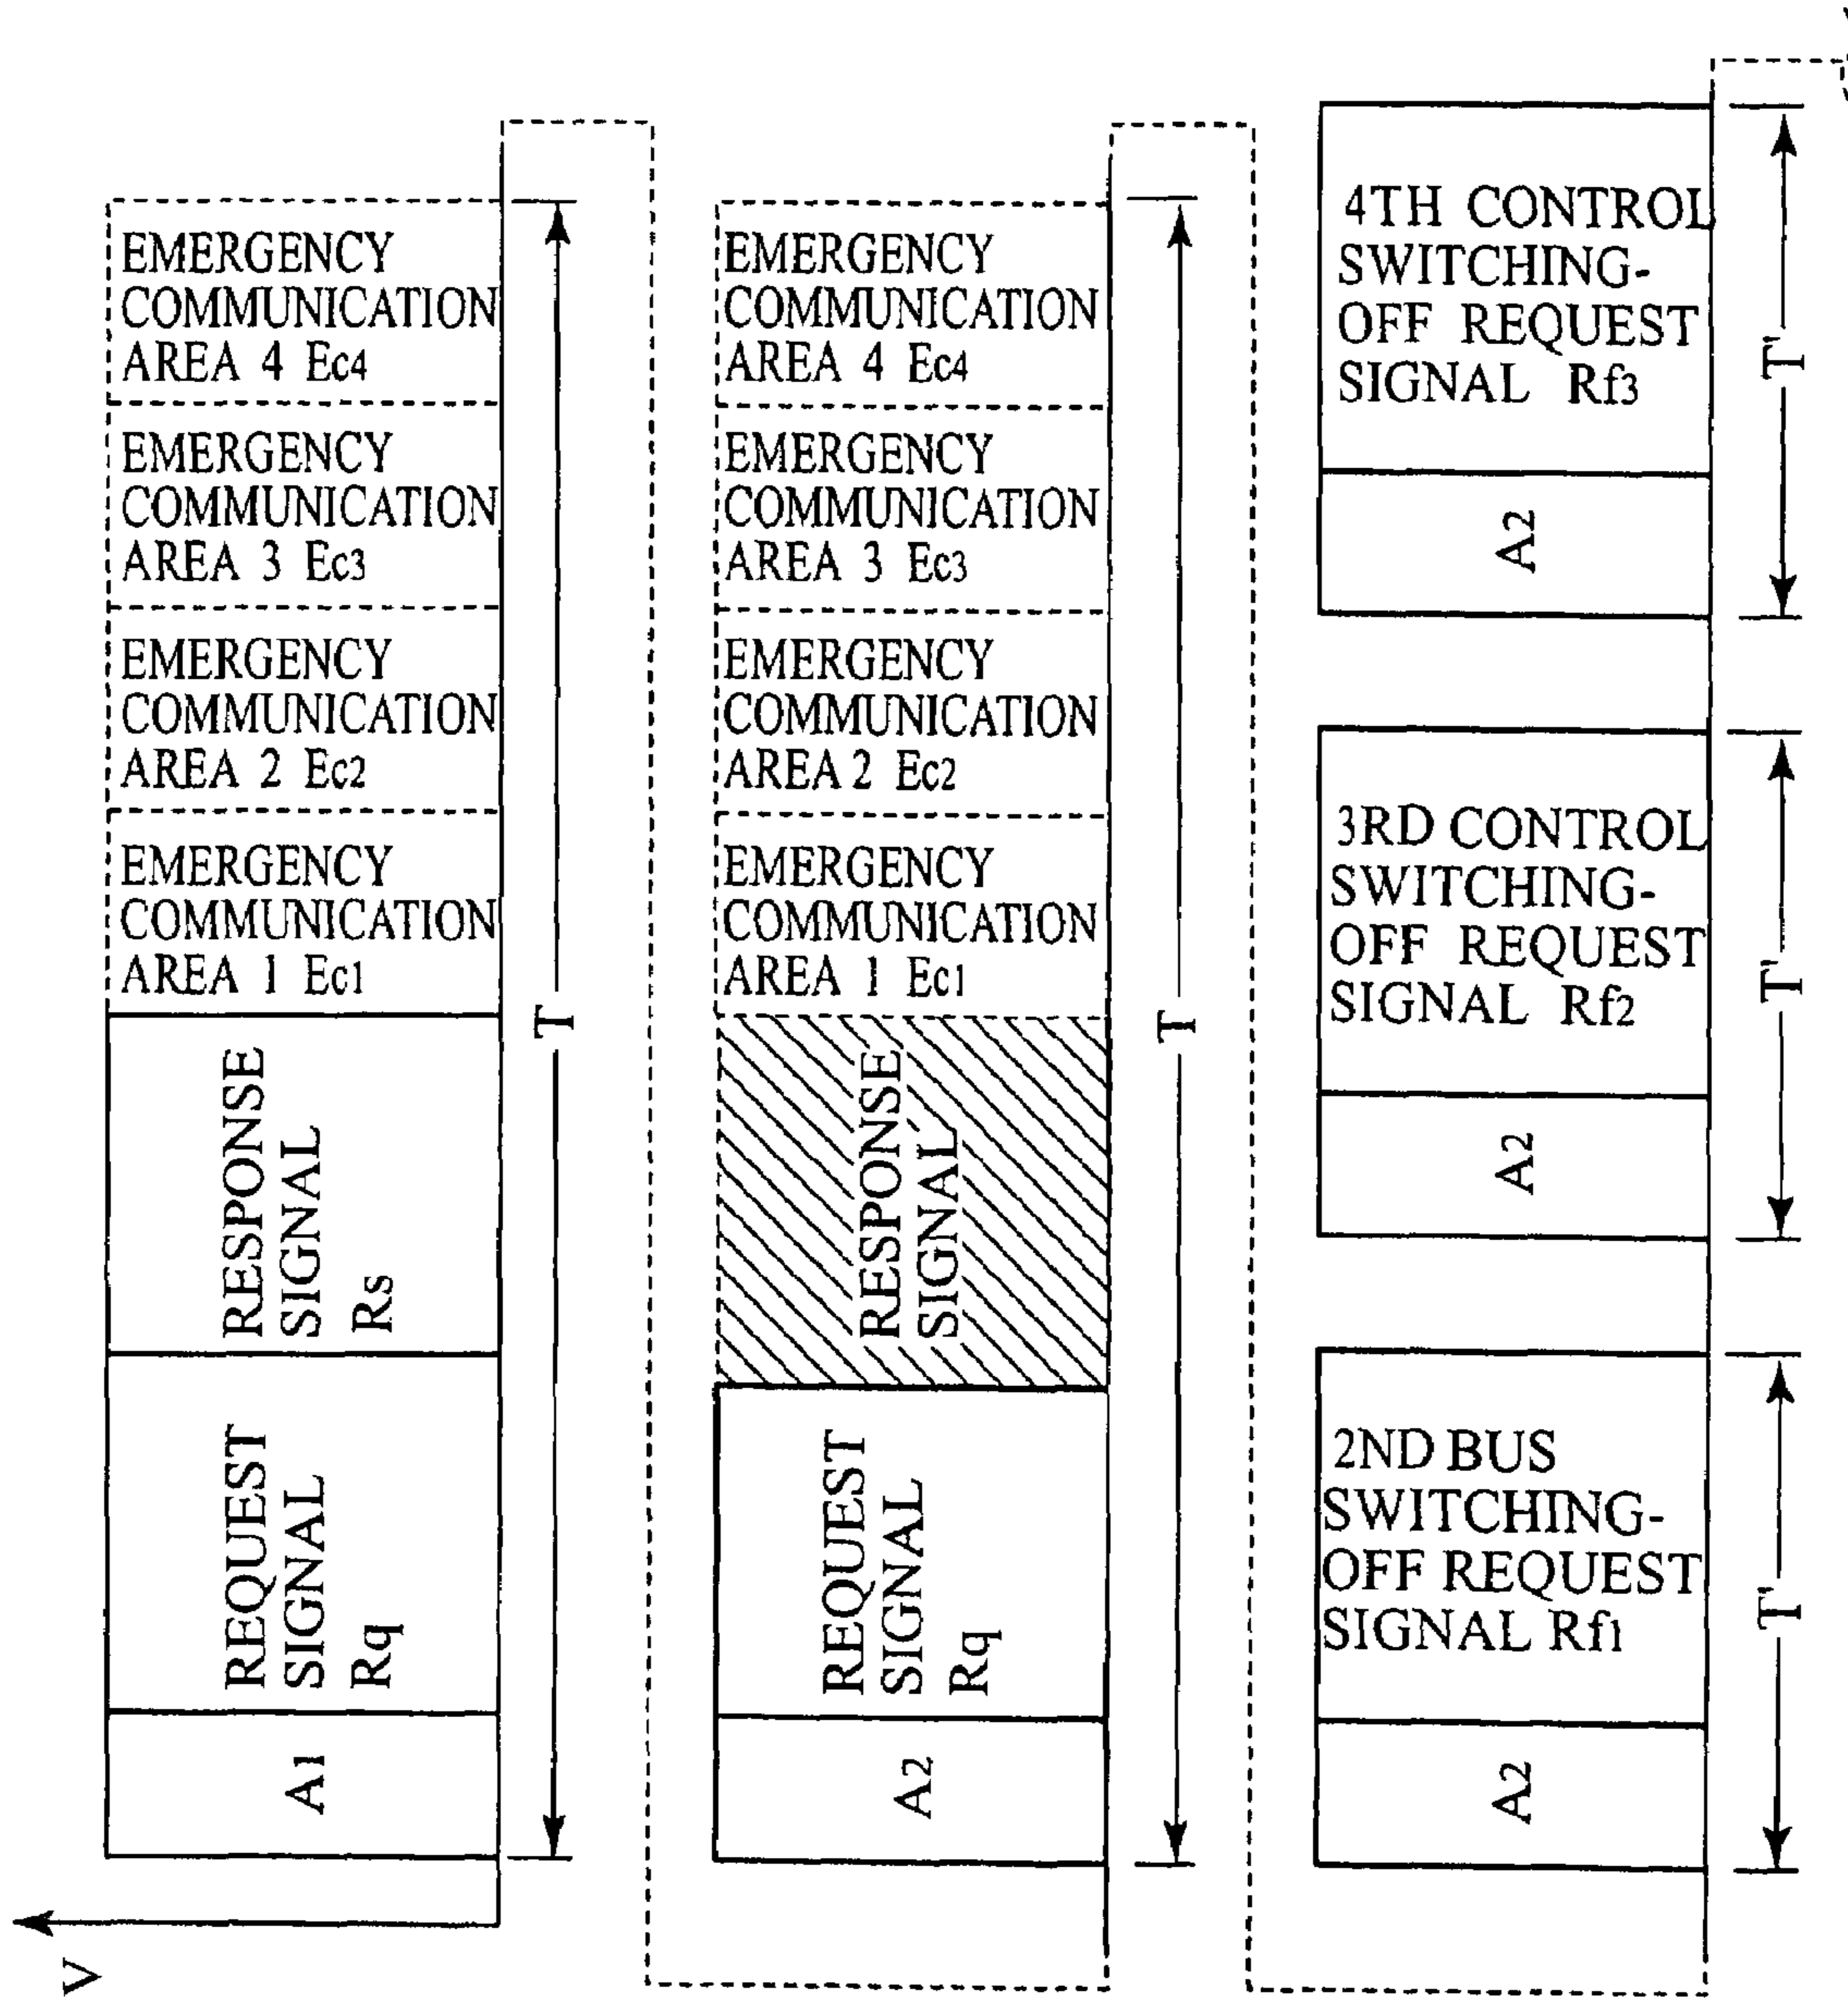 V
A1
REQUEST
SIGNAL
Rq
RESPONSE
SIGNAL
Rs
EMERGENCY
COMMUNICATION
AREA 1 Ec1
EMERGENCY
COMMUNICATION
AREA 2 Ec2
EMERGENCY
COMMUNICATION
AREA 3 Ec3
EMERGENCY
COMMUNICATION
AREA 4 Ec4
T
A2
REQUEST
SIGNAL
Rq
RESPONSE
SIGNAL
EMERGENCY
COMMUNICATION
AREA 1 Ec1
EMERGENCY
COMMUNICATION
AREA 2 Ec2
EMERGENCY
COMMUNICATION
AREA 3 Ec3
EMERGENCY
COMMUNICATION
AREA 4 Ec4
T
A2
2ND BUS
SWITCHING-
OFF REQUEST
SIGNAL Rf1
T'
A2
3RD CONTROL
SWITCHING-
OFF REQUEST
SIGNAL Rf2
T'
A2
4TH CONTROL
SWITCHING-
OFF REQUEST
SIGNAL Rf3
T'